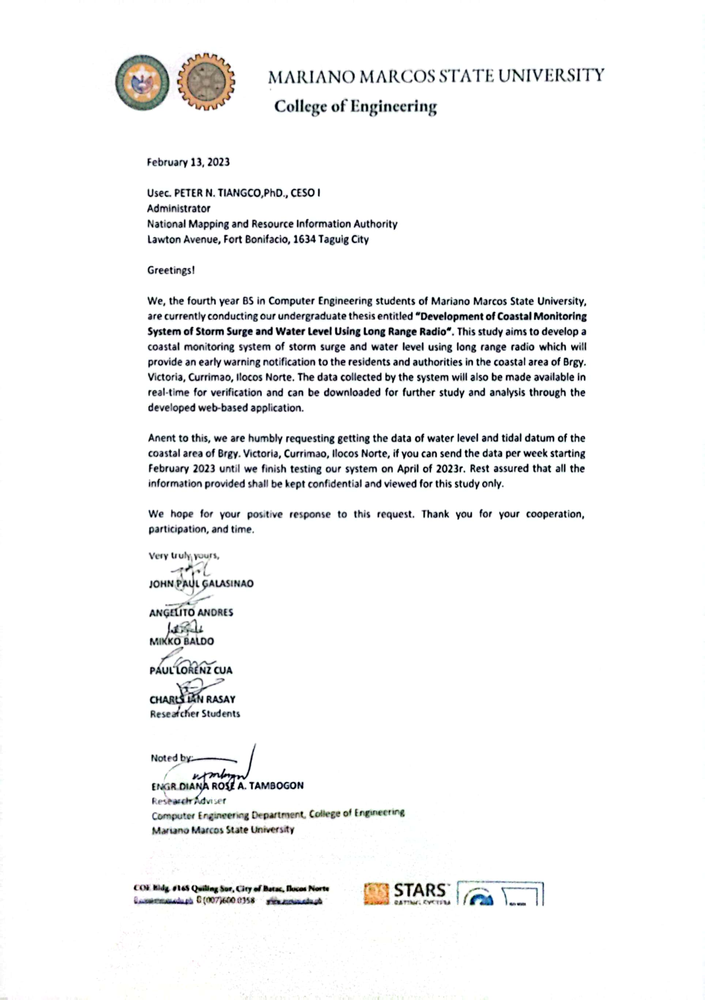 MARIANO MARCOS STATE UNIVERSITY
College of Engineering
February 13, 2023
Usec. PETER N. TIANGCO,PhD., CESO I
Administrator
National Mapping and Resource Information Authority
Lawton Avenue, Fort Bonifacio, 1634 Taguig City
Greetings!
We, the fourth year BS in Computer Engineering students of Mariano Marcos State University,
are currently conducting our undergraduate thesis entitled “Development of Coastal Monitoring
System of Storm Surge and Water Level Using Long Range Radio”. This study aims to develop a
coastal monitoring system of storm surge and water level using long range radio which will
provide an early warning notification to the residents and authorities in the coastal area of Brgy.
Victoria, Currimao, Ilocos Norte. The data collected by the system will also be made available in
real-time for verification and can be downloaded for further study and analysis through the
developed web-based application.
Anent to this, we are humbly requesting getting the data of water level and tidal datum of the
coastal area of Brgy. Victoria, Currimao, Ilocos Norte, if you can send the data per week starting
February 2023 until we finish testing our system on April of 2023r. Rest assured that all the
information provided shall be kept confidential and viewed for this study only.
We hope for your positive response to this request. Thank you for your cooperation,
participation, and time.
Very truly yours,
JOHN PAUL GALASINAO
ANGELITO ANDRES
MIKKO BALDO
PAUL LORENZ CUA
CHARLS IAN RASAY
Researcher Students
Noted by:
ENGR DIANA ROSE A. TAMBOGON
Research Adviser
Computer Engineering Department, College of Engineering
Mariano Marcos State University
COE Bldg. #16S Quiling Sur, City of Batac, Ilocos Norte
(007)600 0358
QS STARS
RATING SYSTEM